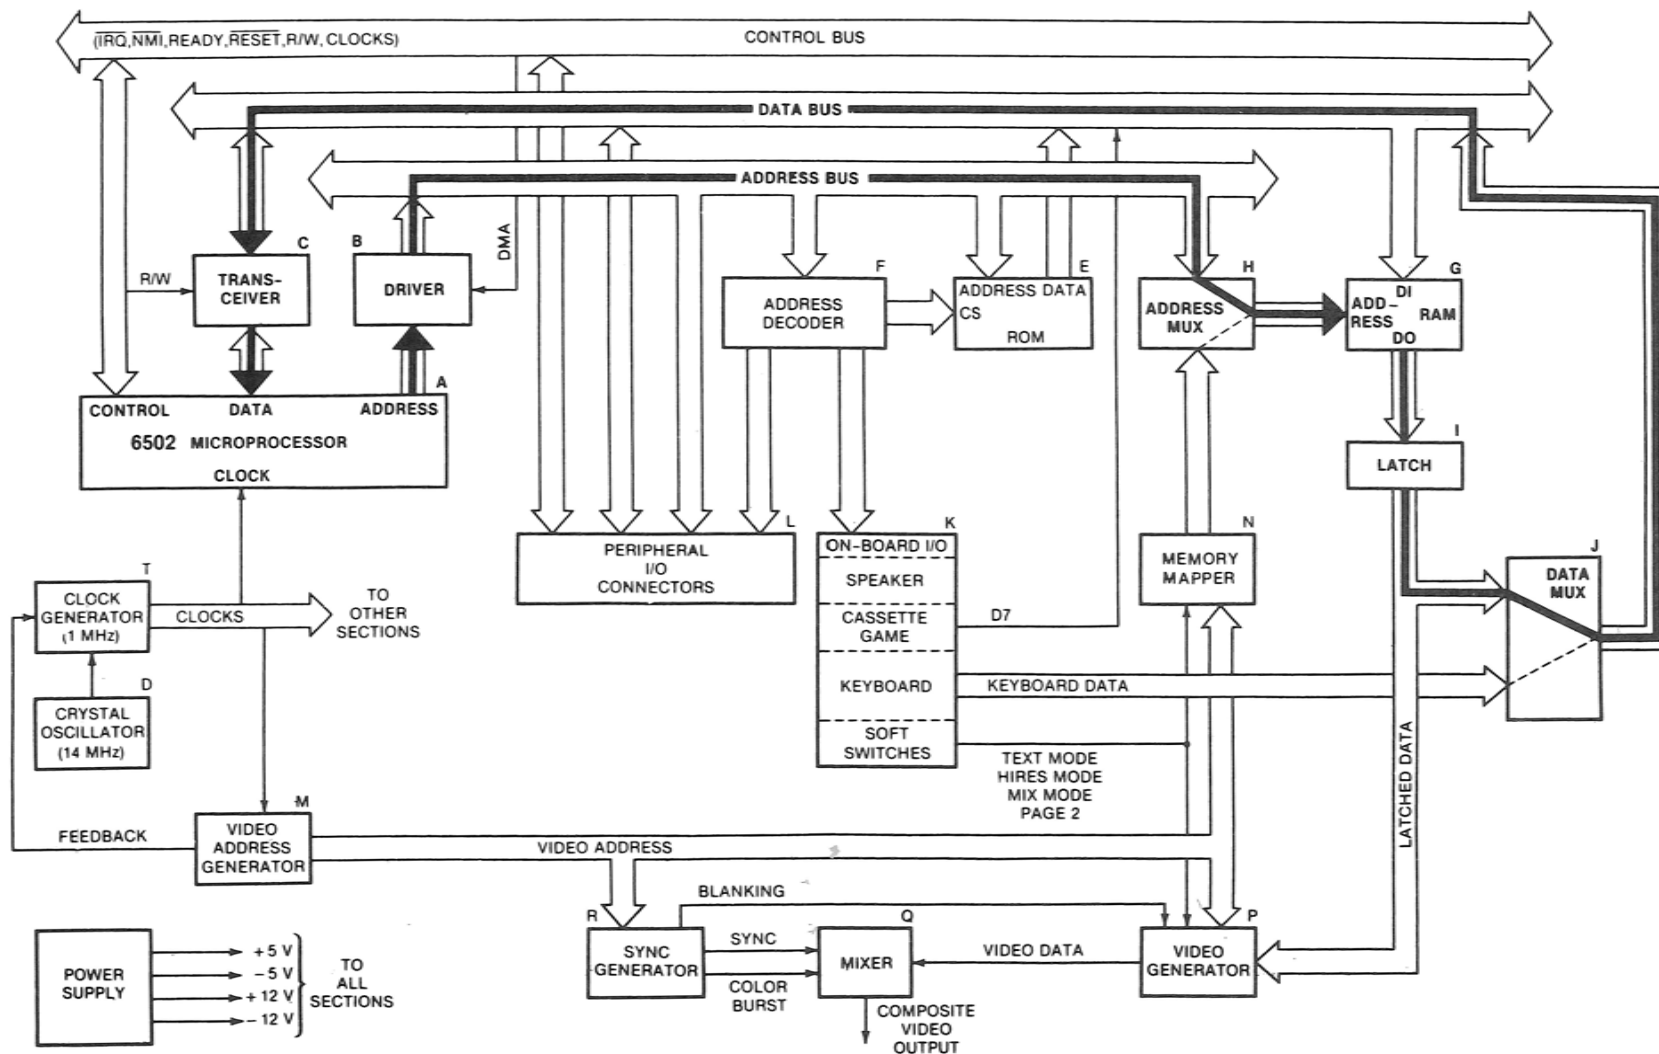 (IRQ,NMI,READY,RESET,R/W, CLOCKS)
CONTROL BUS
DATA BUS
ADDRESS BUS
C
TRANS-
CEIVER
R/W
B
DRIVER
DMA
F
ADDRESS
DECODER
E
ADDRESS DATA
CS
ROM
H
ADDRESS
MUX
G
DI
ADD-
RESS
RAM
DO
A
CONTROL
DATA
ADDRESS
6502 MICROPROCESSOR
CLOCK
I
LATCH
L
PERIPHERAL
I/O
CONNECTORS
K
ON-BOARD I/O
SPEAKER
CASSETTE
GAME
KEYBOARD
SOFT
SWITCHES
D7
KEYBOARD DATA
TEXT MODE
HIRES MODE
MIX MODE
PAGE 2
N
MEMORY
MAPPER
J
DATA
MUX
LATCHED DATA
T
CLOCK
GENERATOR
(1 MHz)
CLOCKS
TO
OTHER
SECTIONS
D
CRYSTAL
OSCILLATOR
(14 MHz)
FEEDBACK
M
VIDEO
ADDRESS
GENERATOR
VIDEO ADDRESS
BLANKING
R
SYNC
GENERATOR
SYNC
COLOR
BURST
Q
MIXER
VIDEO DATA
P
VIDEO
GENERATOR
COMPOSITE
VIDEO
OUTPUT
POWER
SUPPLY
+5 V
−5 V
+12 V
−12 V
TO
ALL
SECTIONS